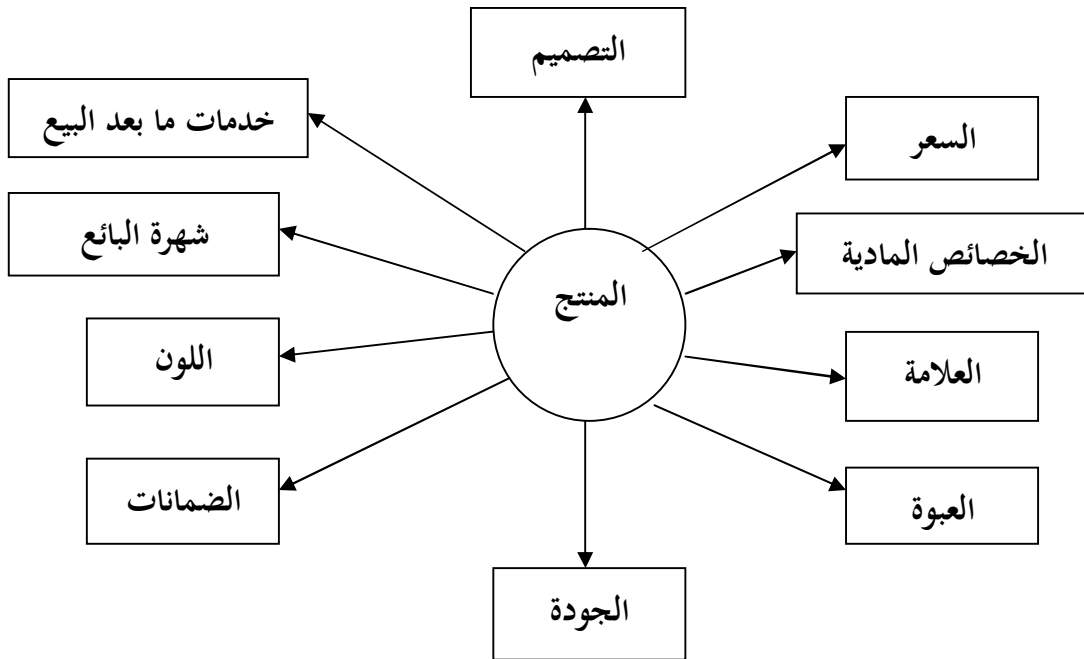 التصميم
السعر
خدمات ما بعد البيع
الخصائص المادية
شهرة البائع
المنتج
العلامة
اللون
العبوة
الضمانات
الجودة